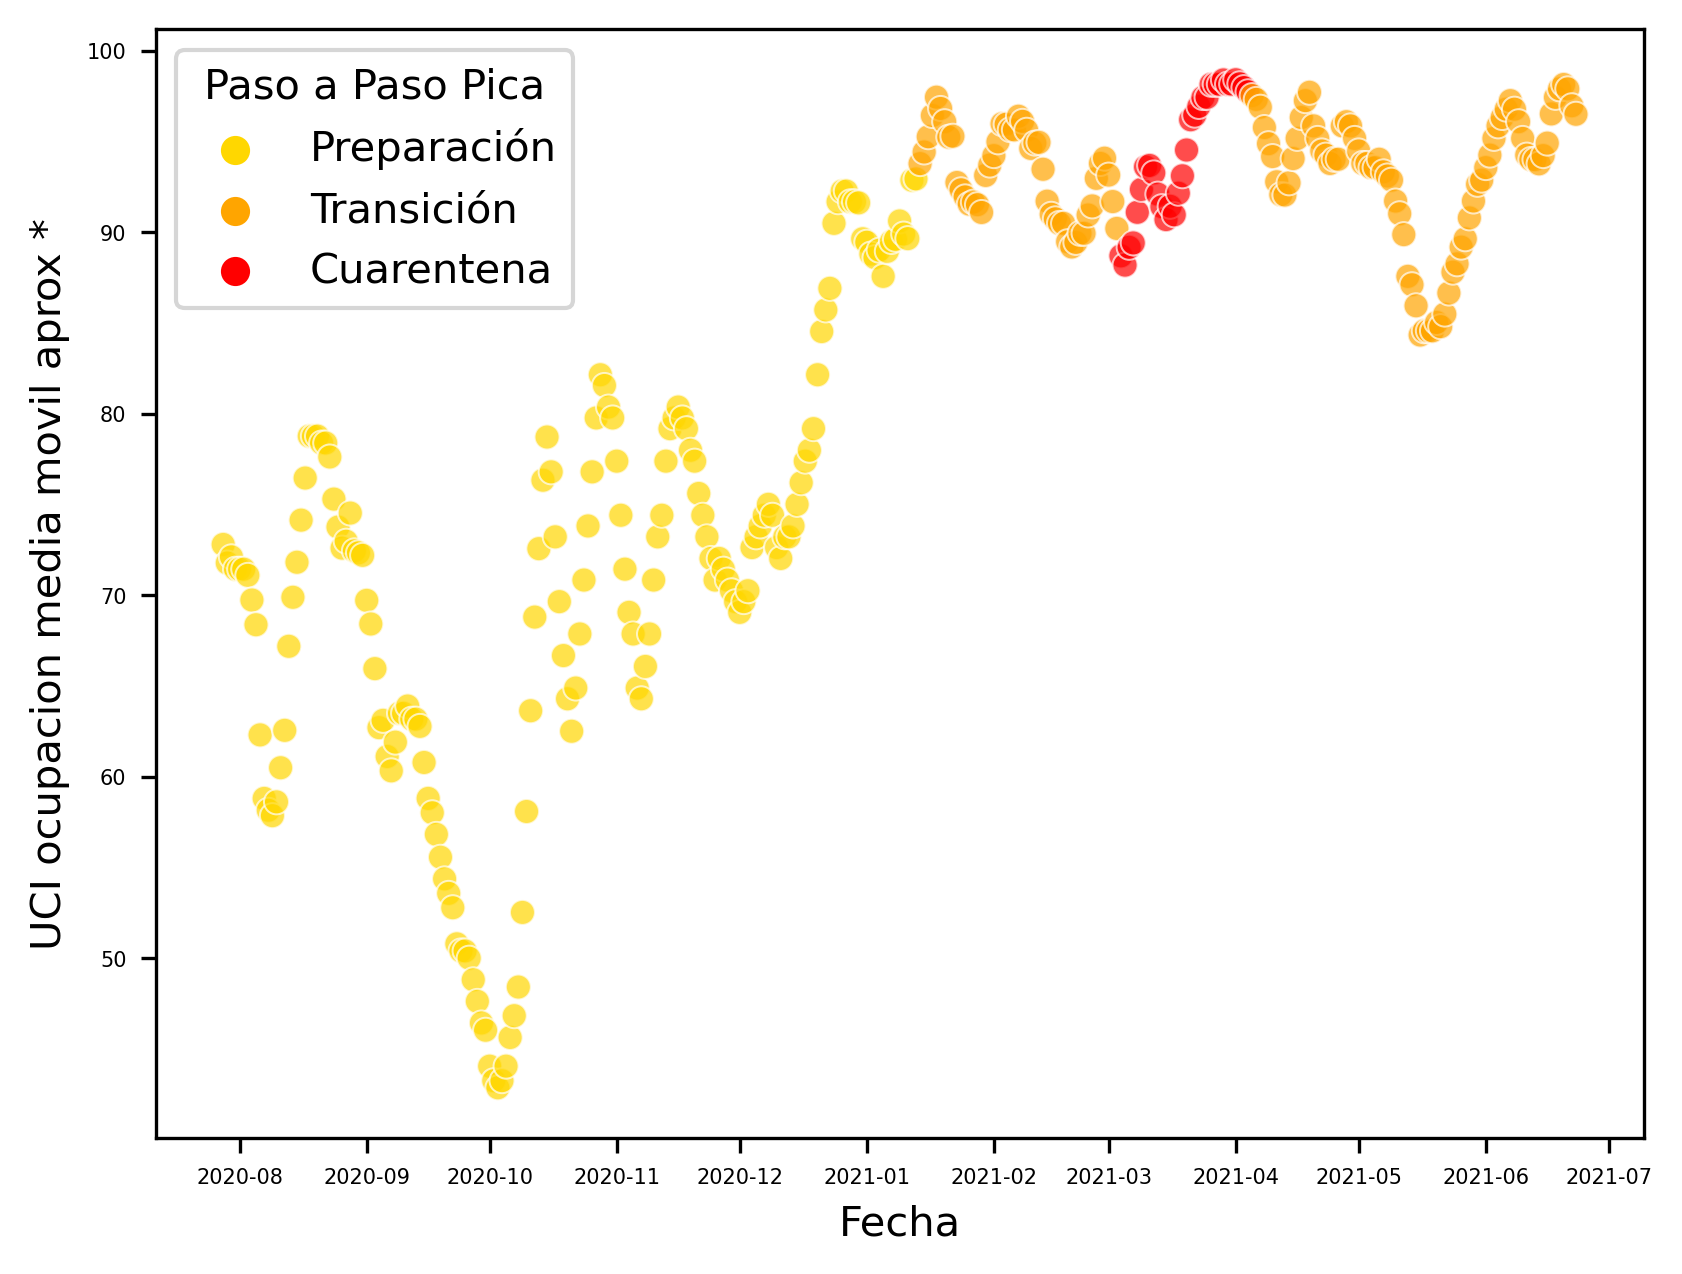 100
90
80
70
60
50
UCI ocupacion media movil aprox *
Paso a Paso Pica
Preparación
Transición
Cuarentena
2020-08 2020-09 2020-10 2020-11 2020-12 2021-01 2021-02 2021-03 2021-04 2021-05 2021-06 2021-07
Fecha